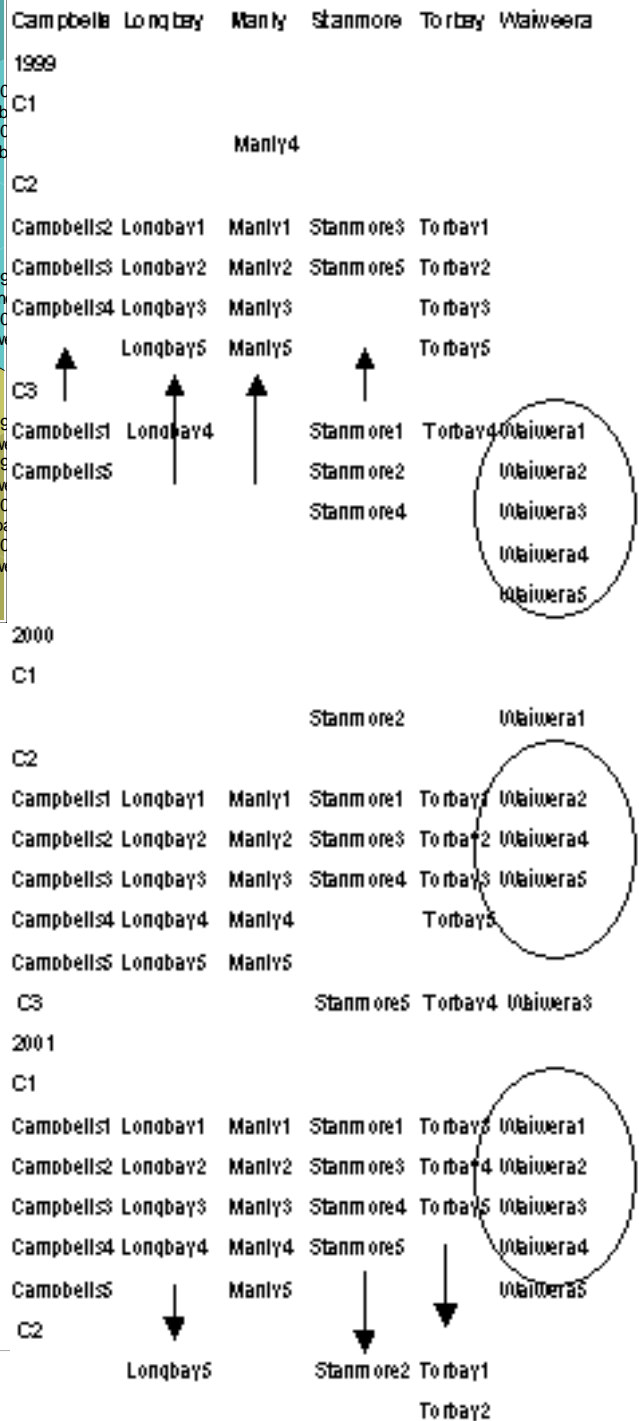 Campbells Longbay Manly Stanmore Torbay Waiweera
1999
C1
Manly4
C2
Campbells2 Longbay1 Manly1 Stanmore3 Torbay1
Campbells3 Longbay2 Manly2 Stanmore5 Torbay2
Campbells4 Longbay3 Manly3 Torbay3
Longbay5 Manly5 Torbay5
C3
Campbells1 Longbay4 Stanmore1 Torbay4 Waiwera1
Campbells5 Stanmore2 Waiwera2
Stanmore4 Waiwera3
Waiwera4
Waiwera5
2000
C1
Stanmore2 Waiwera1
C2
Campbells1 Longbay1 Manly1 Stanmore1 Torbay1 Waiwera2
Campbells2 Longbay2 Manly2 Stanmore3 Torbay2 Waiwera4
Campbells3 Longbay3 Manly3 Stanmore4 Torbay3 Waiwera5
Campbells4 Longbay4 Manly4 Torbay5
Campbells5 Longbay5 Manly5
C3 Stanmore5 Torbay4 Waiwera3
2001
C1
Campbells1 Longbay1 Manly1 Stanmore1 Torbay3 Waiwera1
Campbells2 Longbay2 Manly2 Stanmore3 Torbay4 Waiwera2
Campbells3 Longbay3 Manly3 Stanmore4 Torbay5 Waiwera3
Campbells4 Longbay4 Manly4 Stanmore5 Waiwera4
Campbells5 Manly5 Waiwera5
C2
Longbay5 Stanmore2 Torbay1
Torbay2